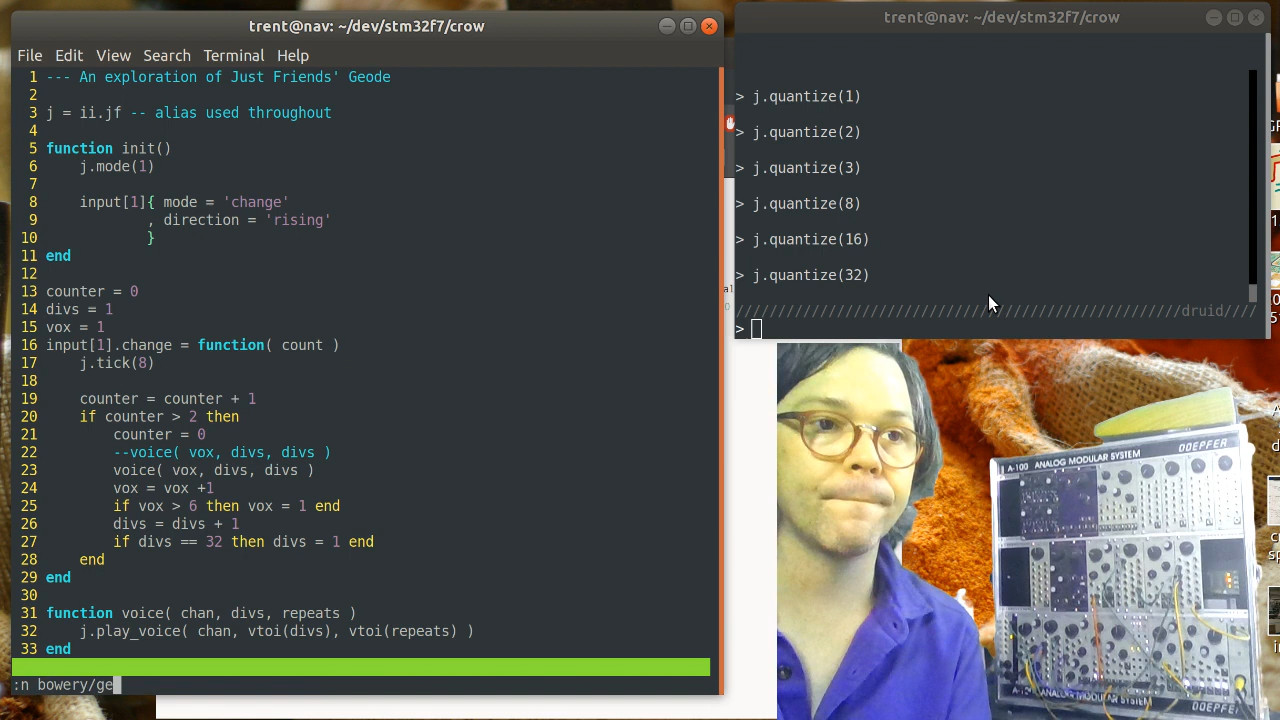 trent@nav: ~/dev/stm32f7/crow
File Edit View Search Terminal Help
1 --- An exploration of Just Friends' Geode
2
3 j = ii.jf -- alias used throughout
4
5 function init()
6 j.mode(1)
7
8 input[1]{ mode = 'change'
9 , direction = 'rising'
10 }
11 end
12
13 counter = 0
14 divs = 1
15 vox = 1
16 input[1].change = function( count )
17 j.tick(8)
18
19 counter = counter + 1
20 if counter > 2 then
21 counter = 0
22 --voice( vox, divs, divs )
23 voice( vox, divs, divs )
24 vox = vox +1
25 if vox > 6 then vox = 1 end
26 divs = divs + 1
27 if divs == 32 then divs = 1 end
28 end
29 end
30
31 function voice( chan, divs, repeats )
32 j.play_voice( chan, vtoi(divs), vtoi(repeats) )
33 end
:n bowery/ge
trent@nav: ~/dev/stm32f7/crow
> j.quantize(1)
> j.quantize(2)
> j.quantize(3)
> j.quantize(8)
> j.quantize(16)
> j.quantize(32)
//////////////////////////////////////////////////////druid////
>
A-100 ANALOG MODULAR SYSTEM DOEPFER
A-100 ANALOG MODULAR SYSTEM DOEPFER